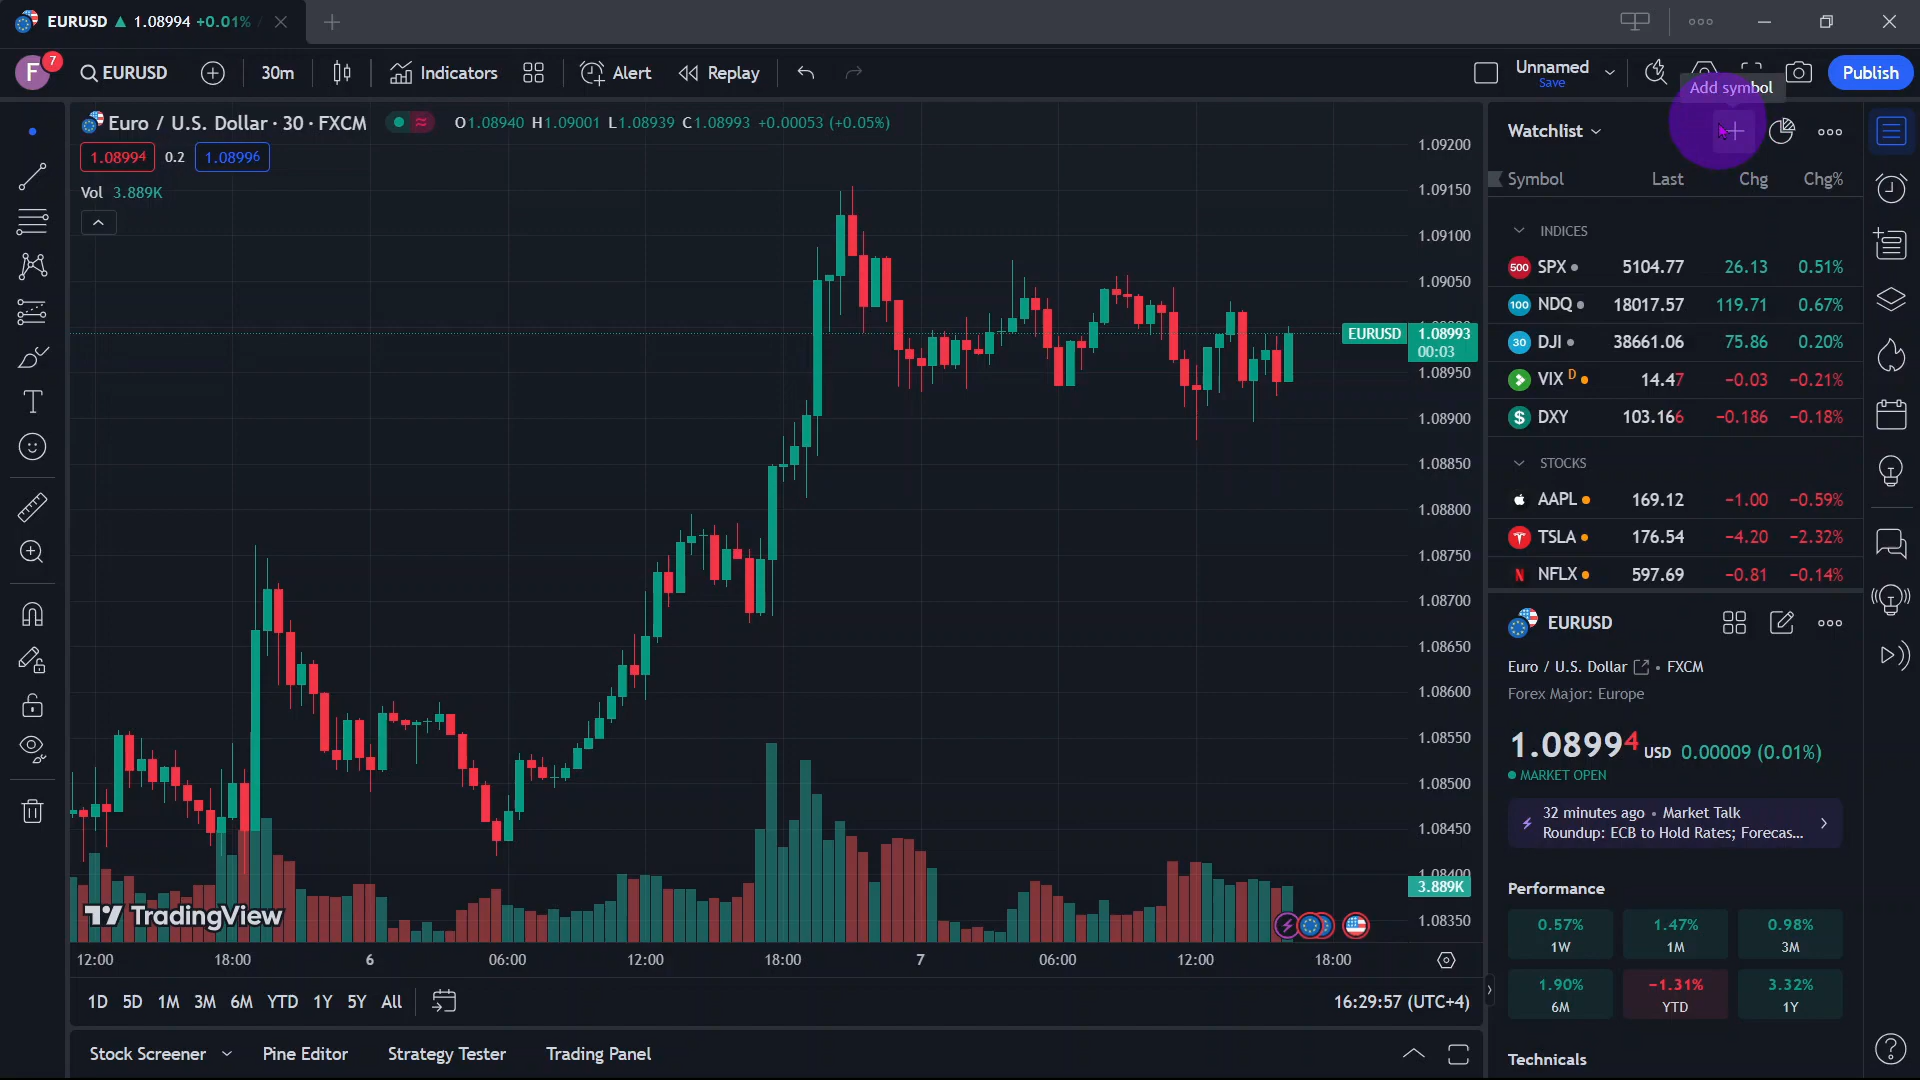 EURUSD ▲ 1.08994 +0.01% /
F 7 EURUSD 30m Indicators Alert Replay Unnamed Save Publish
Add symbol
Euro / U.S. Dollar · 30 · FXCM O1.08940 H1.09001 L1.08939 C1.08993 +0.00053 (+0.05%)
1.08994 0.2 1.08996
Vol 3.889K
1.09200
1.09150
1.09100
1.09050
EURUSD 1.08993
00:03
1.08950
1.08900
1.08850
1.08800
1.08750
1.08700
1.08650
1.08600
1.08550
1.08500
1.08450
1.08400
3.889K
1.08350
TradingView
12:00 18:00 6 06:00 12:00 18:00 7 06:00 12:00 18:00
1D 5D 1M 3M 6M YTD 1Y 5Y All 16:29:57 (UTC+4)
Stock Screener Pine Editor Strategy Tester Trading Panel
Watchlist
Symbol Last Chg Chg%
INDICES
500 SPX 5104.77 26.13 0.51%
100 NDQ 18017.57 119.71 0.67%
30 DJI 38661.06 75.86 0.20%
VIX D 14.47 −0.03 −0.21%
$ DXY 103.166 −0.186 −0.18%
STOCKS
AAPL 169.12 −1.00 −0.59%
TSLA 176.54 −4.20 −2.32%
N NFLX 597.69 −0.81 −0.14%
EURUSD
Euro / U.S. Dollar • FXCM
Forex Major: Europe
1.08994 USD 0.00009 (0.01%)
MARKET OPEN
32 minutes ago • Market Talk
Roundup: ECB to Hold Rates; Forecas...
Performance
0.57% 1.47% 0.98%
1W 1M 3M
1.90% −1.31% 3.32%
6M YTD 1Y
Technicals